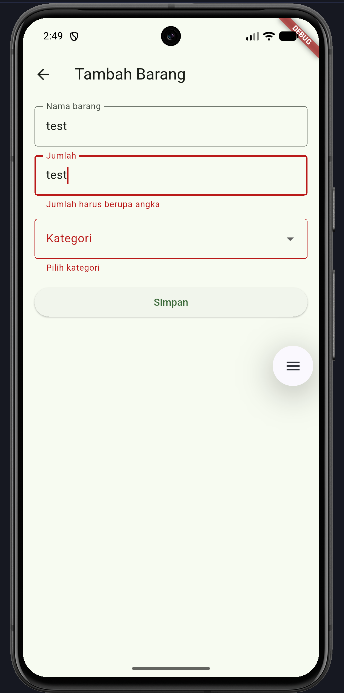 2:49
DEBUG
Tambah Barang
Nama barang
test
Jumlah
test
Jumlah harus berupa angka
Kategori
Pilih kategori
Simpan